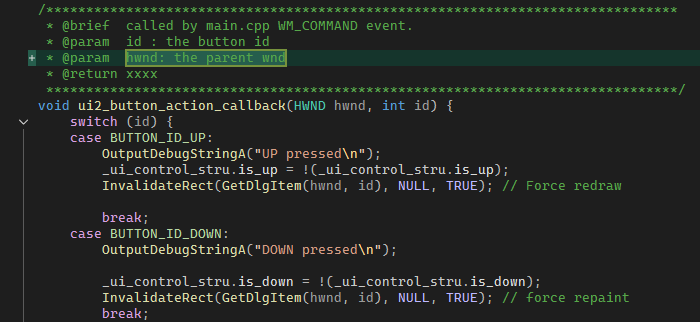 /*******************************************************************************
* @brief  called by main.cpp WM_COMMAND event.
* @param  id : the button id
+ * @param  hwnd: the parent wnd
* @return xxxx
*******************************************************************************/
void ui2_button_action_callback(HWND hwnd, int id) {
    switch (id) {
    case BUTTON_ID_UP:
        OutputDebugStringA("UP pressed\n");
        _ui_control_stru.is_up = !(_ui_control_stru.is_up);
        InvalidateRect(GetDlgItem(hwnd, id), NULL, TRUE); // Force redraw
        break;
    case BUTTON_ID_DOWN:
        OutputDebugStringA("DOWN pressed\n");
        _ui_control_stru.is_down = !(_ui_control_stru.is_down);
        InvalidateRect(GetDlgItem(hwnd, id), NULL, TRUE); // force repaint
        break;